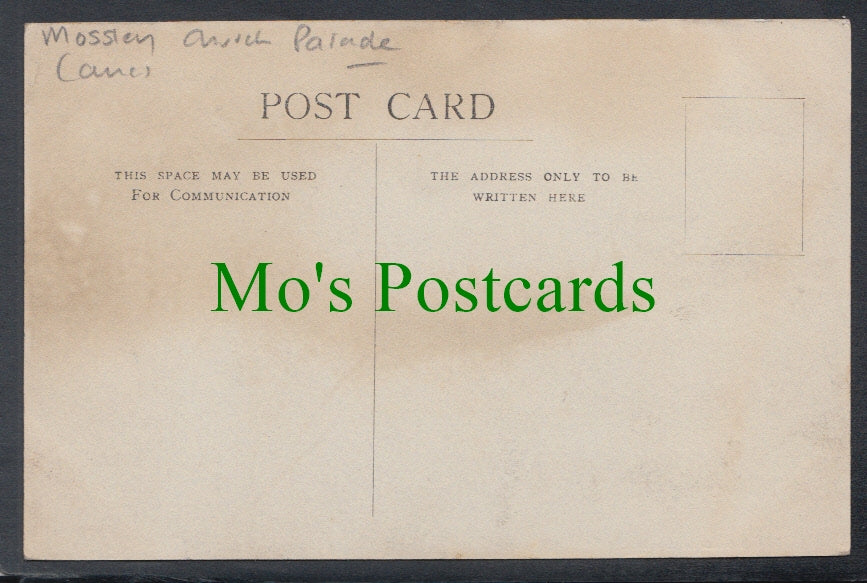 Mossley Church Parade
Lancs
POST CARD
THIS SPACE MAY BE USED
FOR COMMUNICATION
THE ADDRESS ONLY TO BE
WRITTEN HERE
Mo's Postcards